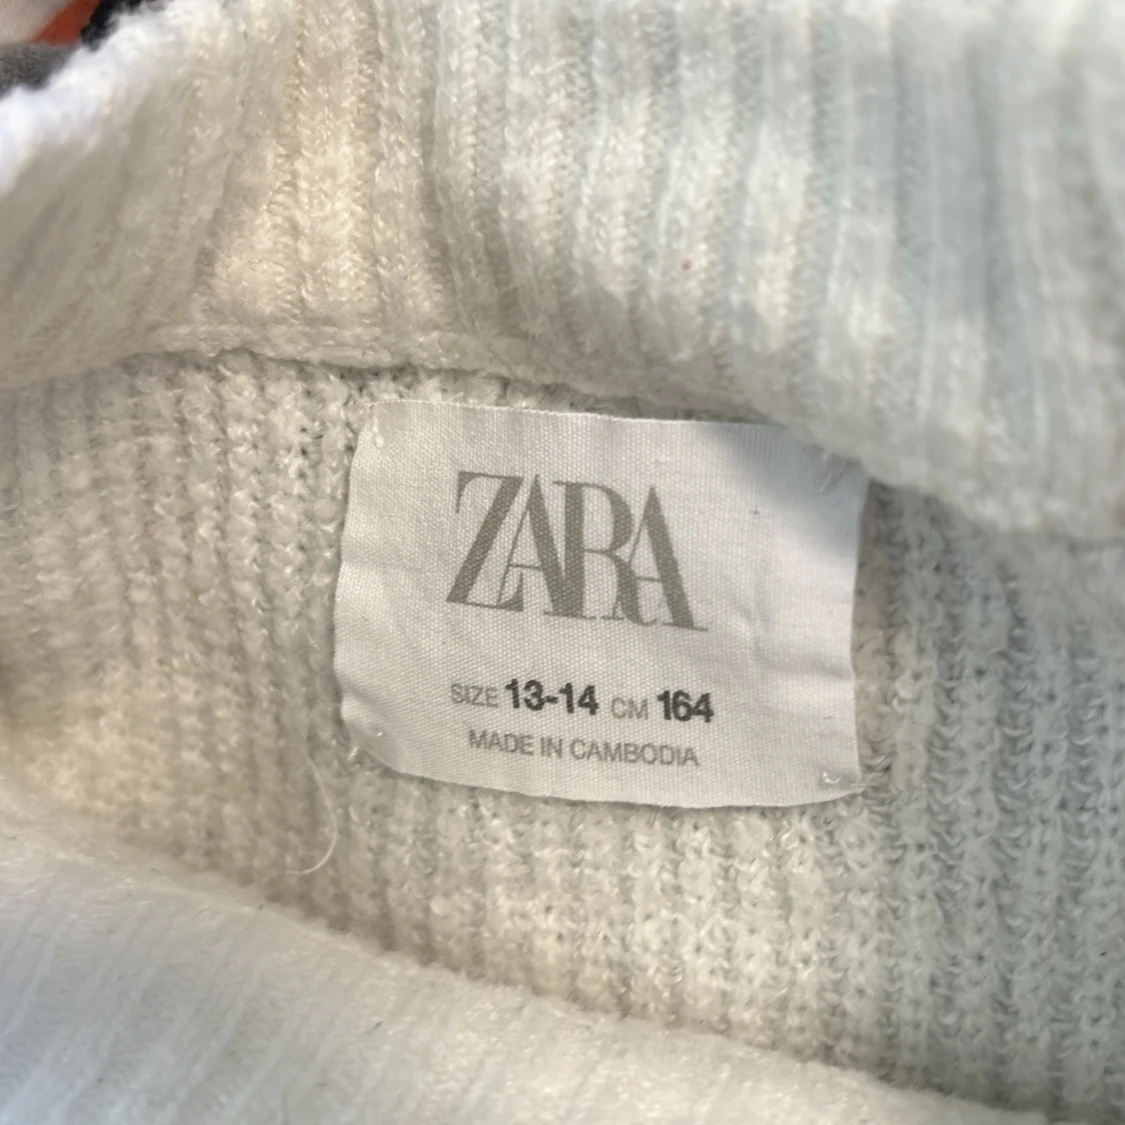 ZARA
SIZE 13-14 CM 164
MADE IN CAMBODIA